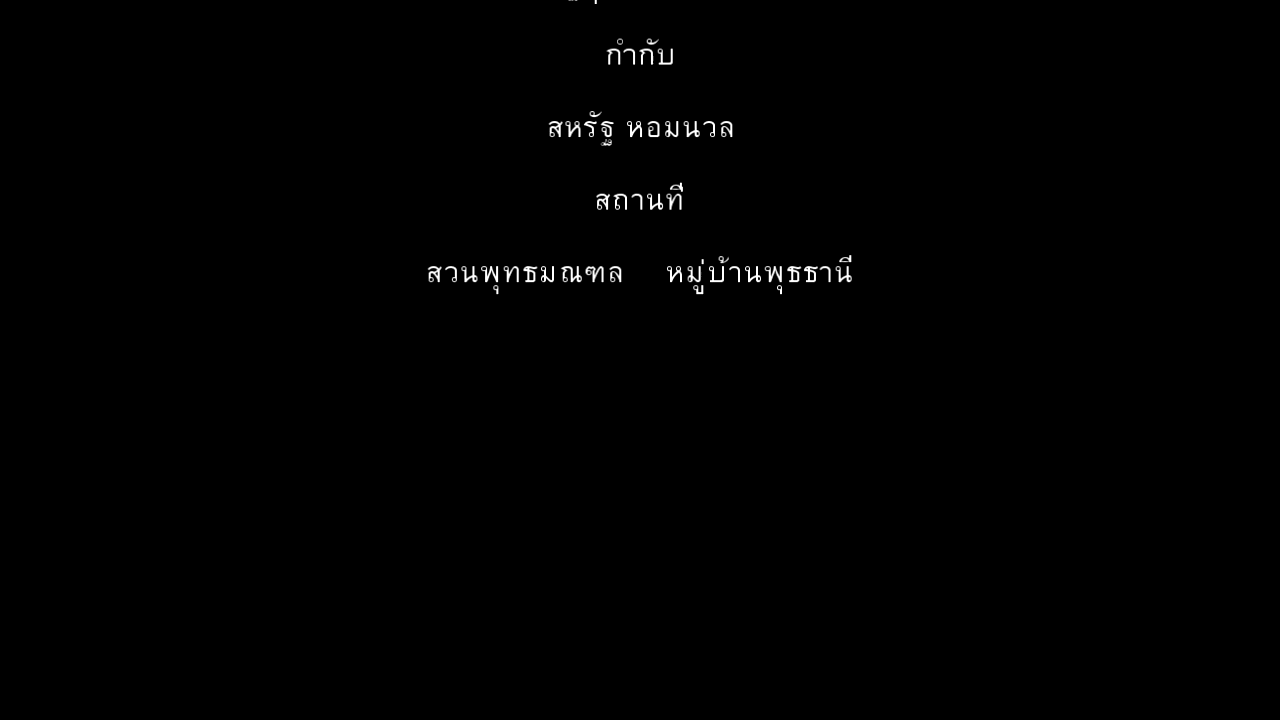 กำกับ
สหรัฐ หอมนวล
สถานที่
สวนพุทธมณฑล หมู่บ้านพุธธานี